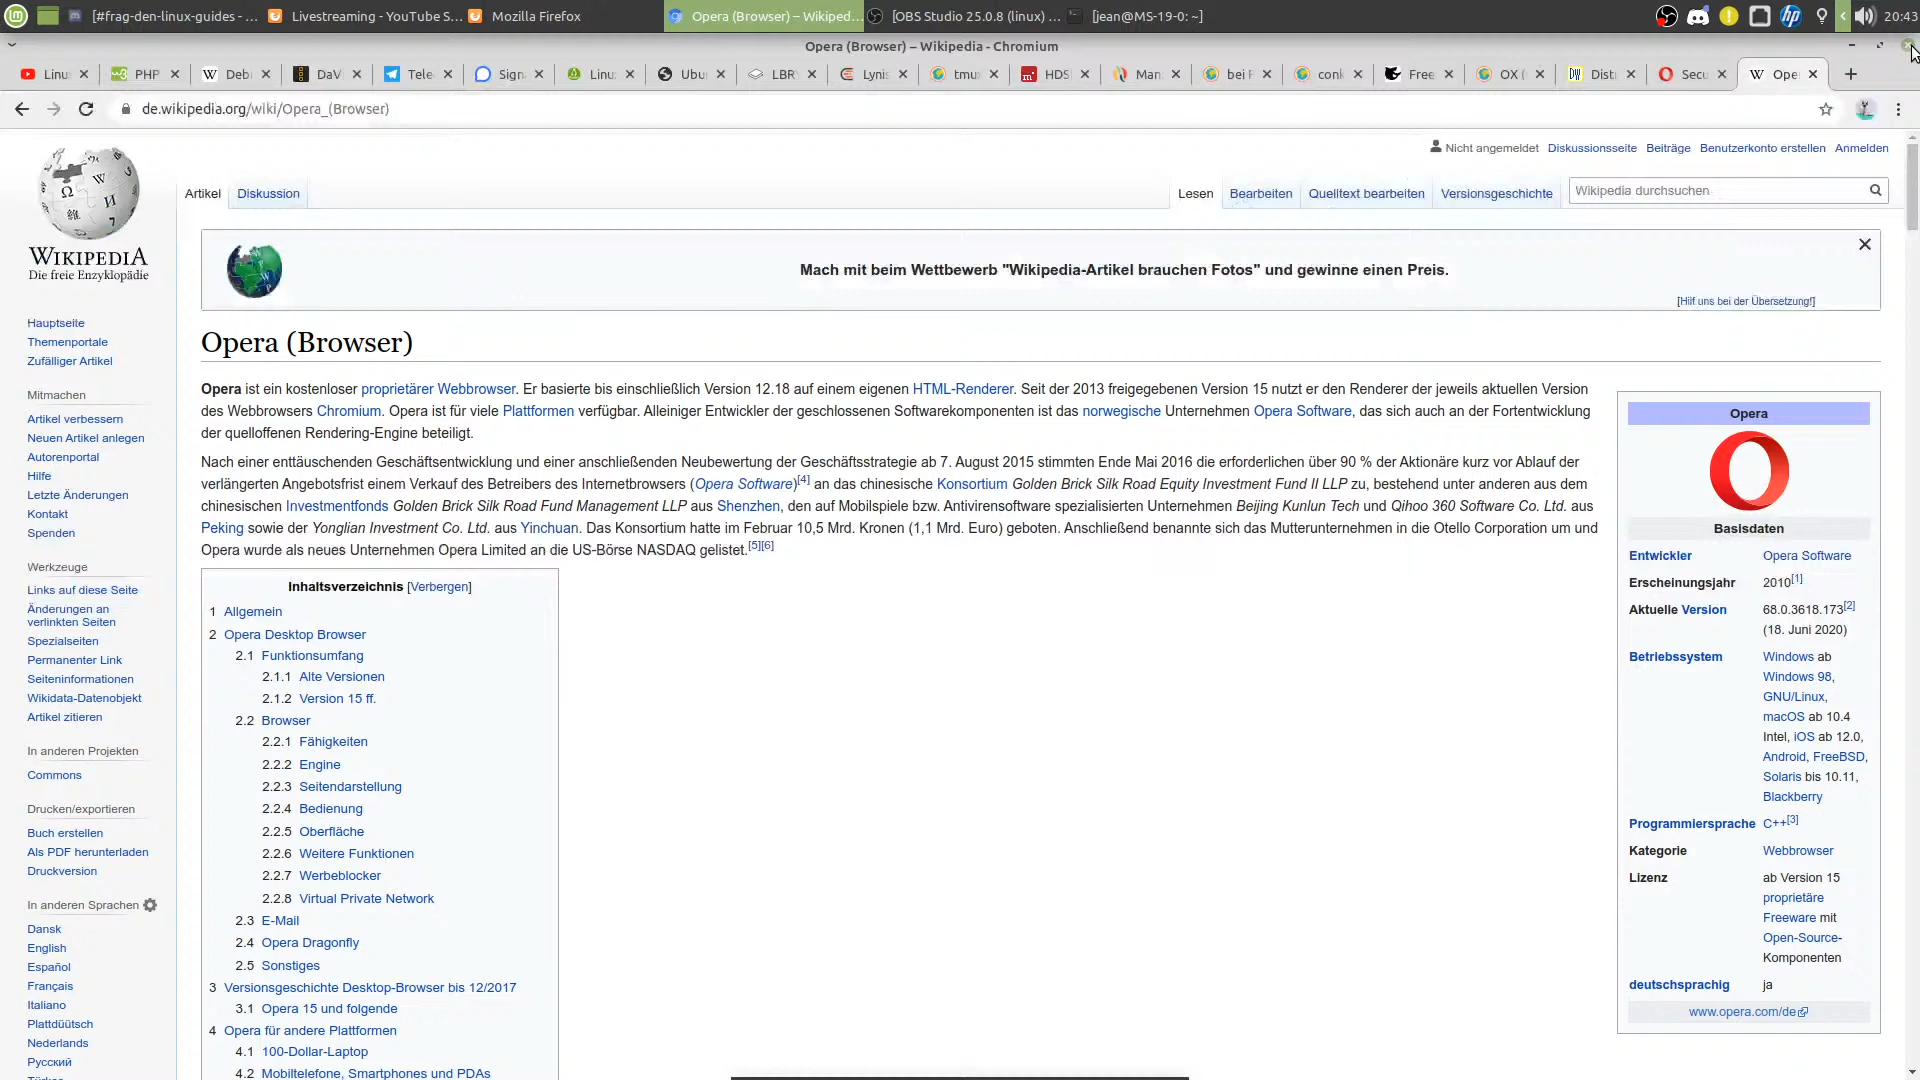 [#frag-den-linux-guides - ...
Livestreaming - YouTube S...
Mozilla Firefox
Opera (Browser) – Wikiped...
[OBS Studio 25.0.8 (linux) ...
[jean@MS-19-0: ~]
20:43
Opera (Browser) – Wikipedia - Chromium
Linu
PHP
Deb
DaV
Tele
Sign
Linu
Ubu
LBR
Lynis
tmu
HDS
Man
bei F
conk
Free
OX (
Dist
Secu
Ope
de.wikipedia.org/wiki/Opera_(Browser)
Nicht angemeldet Diskussionsseite Beiträge Benutzerkonto erstellen Anmelden
Artikel Diskussion
Lesen Bearbeiten Quelltext bearbeiten Versionsgeschichte
Wikipedia durchsuchen
WIKIPEDIA
Die freie Enzyklopädie
Hauptseite
Themenportale
Zufälliger Artikel
Mitmachen
Artikel verbessern
Neuen Artikel anlegen
Autorenportal
Hilfe
Letzte Änderungen
Kontakt
Spenden
Werkzeuge
Links auf diese Seite
Änderungen an
verlinkten Seiten
Spezialseiten
Permanenter Link
Seiteninformationen
Wikidata-Datenobjekt
Artikel zitieren
In anderen Projekten
Commons
Drucken/exportieren
Buch erstellen
Als PDF herunterladen
Druckversion
In anderen Sprachen
Dansk
English
Español
Français
Italiano
Plattdüütsch
Nederlands
Русский
Mach mit beim Wettbewerb "Wikipedia-Artikel brauchen Fotos" und gewinne einen Preis.
[Hilf uns bei der Übersetzung!]
Opera (Browser)
Opera ist ein kostenloser proprietärer Webbrowser. Er basierte bis einschließlich Version 12.18 auf einem eigenen HTML-Renderer. Seit der 2013 freigegebenen Version 15 nutzt er den Renderer der jeweils aktuellen Version
des Webbrowsers Chromium. Opera ist für viele Plattformen verfügbar. Alleiniger Entwickler der geschlossenen Softwarekomponenten ist das norwegische Unternehmen Opera Software, das sich auch an der Fortentwicklung
der quelloffenen Rendering-Engine beteiligt.
Nach einer enttäuschenden Geschäftsentwicklung und einer anschließenden Neubewertung der Geschäftsstrategie ab 7. August 2015 stimmten Ende Mai 2016 die erforderlichen über 90 % der Aktionäre kurz vor Ablauf der
verlängerten Angebotsfrist einem Verkauf des Betreibers des Internetbrowsers (Opera Software)[4] an das chinesische Konsortium Golden Brick Silk Road Equity Investment Fund II LLP zu, bestehend unter anderen aus dem
chinesischen Investmentfonds Golden Brick Silk Road Fund Management LLP aus Shenzhen, den auf Mobilspiele bzw. Antivirensoftware spezialisierten Unternehmen Beijing Kunlun Tech und Qihoo 360 Software Co. Ltd. aus
Peking sowie der Yonglian Investment Co. Ltd. aus Yinchuan. Das Konsortium hatte im Februar 10,5 Mrd. Kronen (1,1 Mrd. Euro) geboten. Anschließend benannte sich das Mutterunternehmen in die Otello Corporation um und
Opera wurde als neues Unternehmen Opera Limited an die US-Börse NASDAQ gelistet.[5][6]
Inhaltsverzeichnis [Verbergen]
1 Allgemein
2 Opera Desktop Browser
2.1 Funktionsumfang
2.1.1 Alte Versionen
2.1.2 Version 15 ff.
2.2 Browser
2.2.1 Fähigkeiten
2.2.2 Engine
2.2.3 Seitendarstellung
2.2.4 Bedienung
2.2.5 Oberfläche
2.2.6 Weitere Funktionen
2.2.7 Werbeblocker
2.2.8 Virtual Private Network
2.3 E-Mail
2.4 Opera Dragonfly
2.5 Sonstiges
3 Versionsgeschichte Desktop-Browser bis 12/2017
3.1 Opera 15 und folgende
4 Opera für andere Plattformen
4.1 100-Dollar-Laptop
4.2 Mobiltelefone, Smartphones und PDAs
Opera
Basisdaten
Entwickler Opera Software
Erscheinungsjahr 2010[1]
Aktuelle Version 68.0.3618.173[2]
(18. Juni 2020)
Betriebssystem Windows ab
Windows 98,
GNU/Linux,
macOS ab 10.4
Intel, iOS ab 12.0,
Android, FreeBSD,
Solaris bis 10.11,
Blackberry
Programmiersprache C++[3]
Kategorie Webbrowser
Lizenz ab Version 15
proprietäre
Freeware mit
Open-Source-
Komponenten
deutschsprachig ja
www.opera.com/de